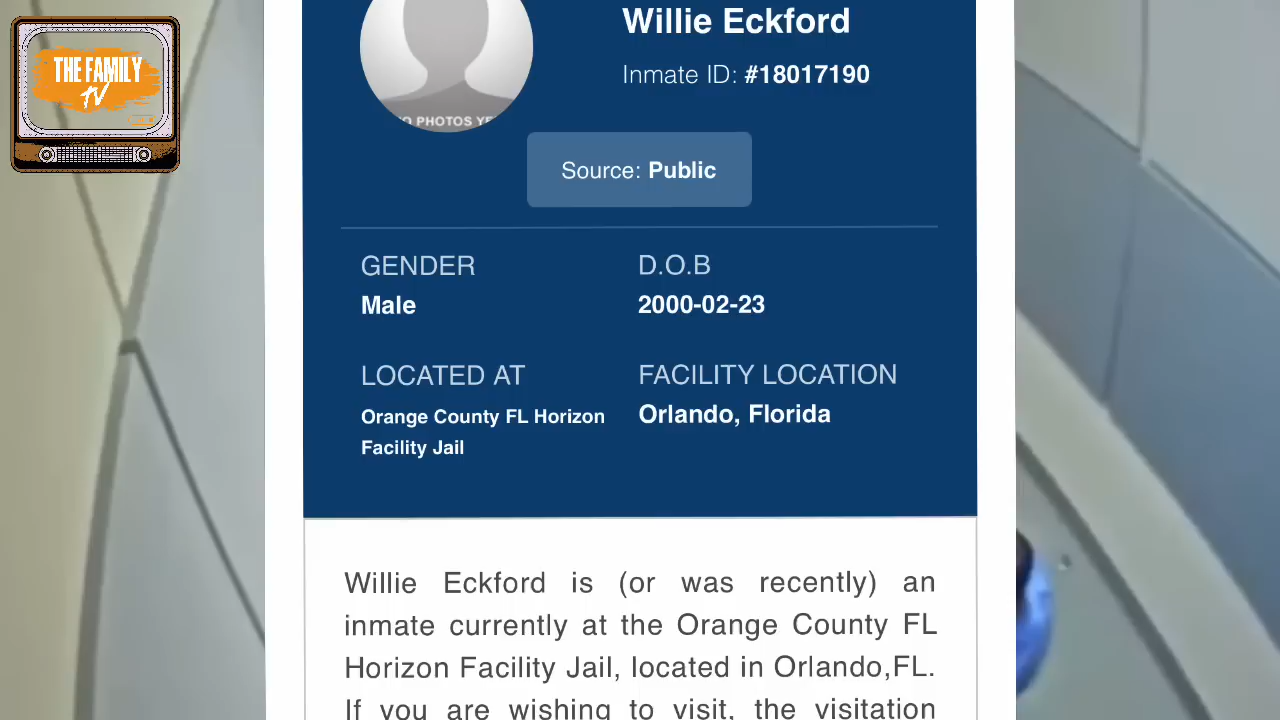 THE FAMILY
TV
Willie Eckford
Inmate ID: #18017190
PHOTOS
Source: Public
GENDER
Male
D.O.B
2000-02-23
LOCATED AT
Orange County FL Horizon
Facility Jail
FACILITY LOCATION
Orlando, Florida
Willie Eckford is (or was recently) an
inmate currently at the Orange County FL
Horizon Facility Jail, located in Orlando,FL.
If you are wishing to visit, the visitation